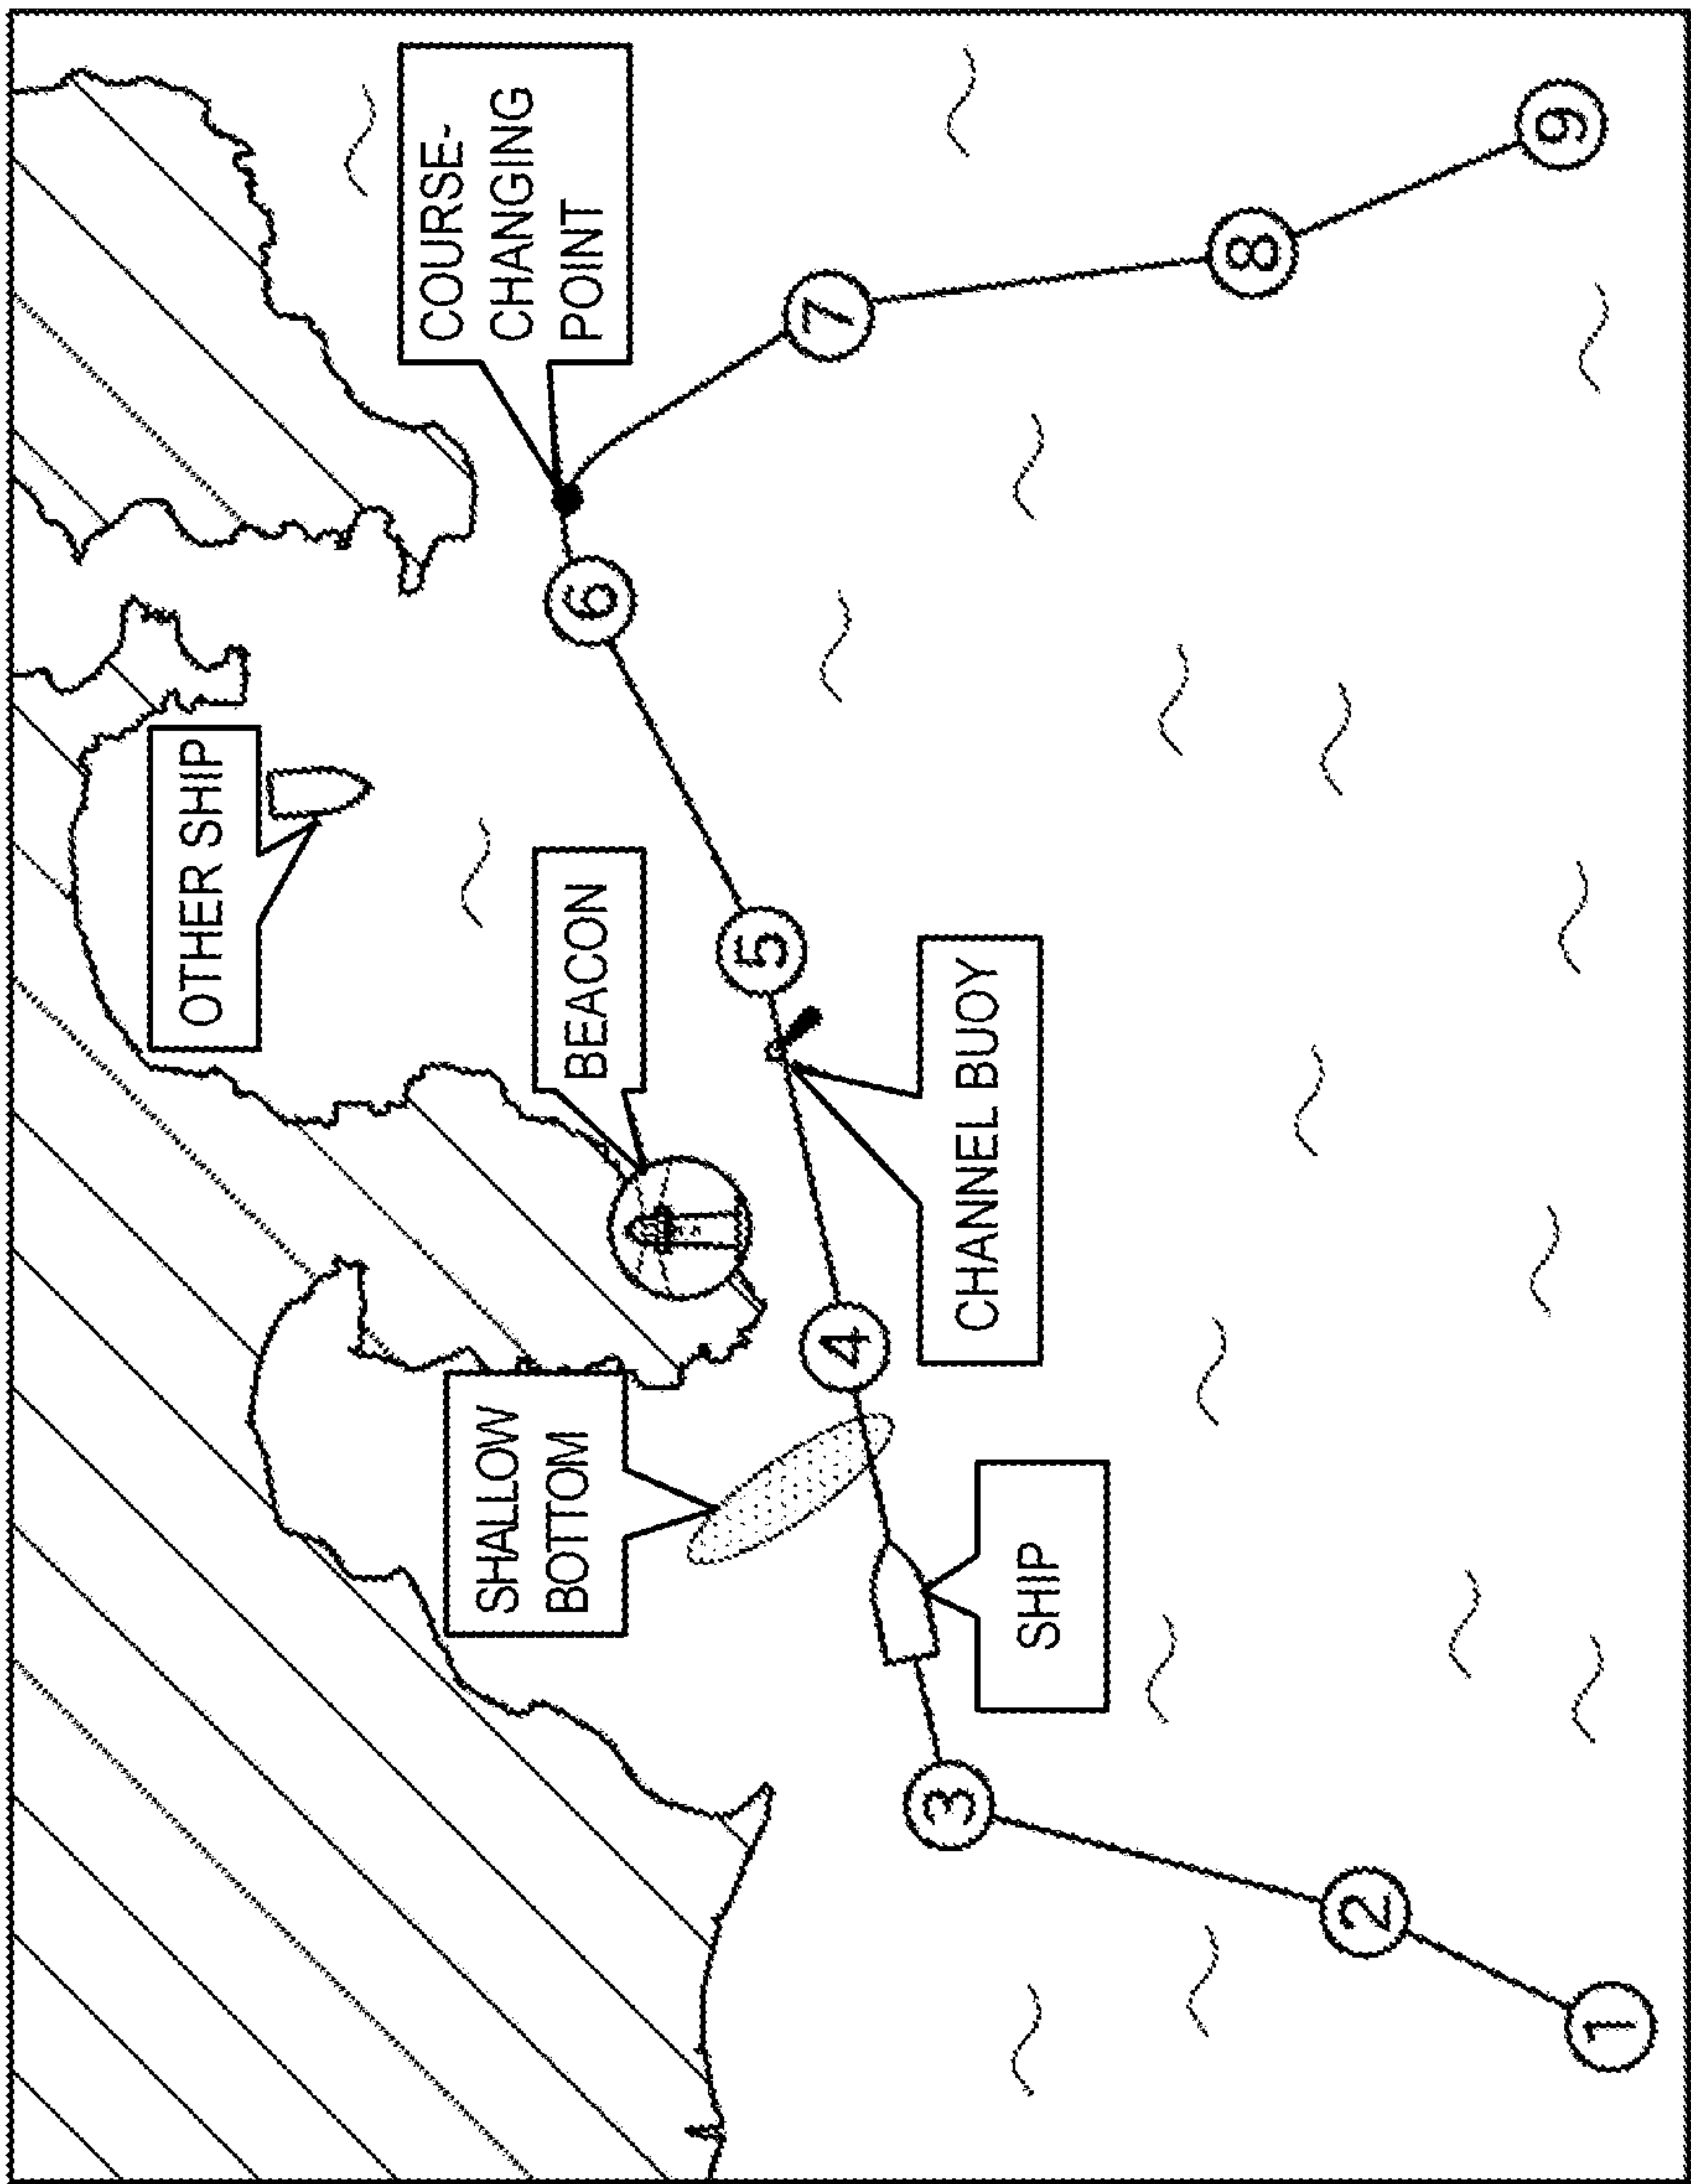 COURSE-
CHANGING
POINT
OTHER SHIP
BEACON
SHALLOW
BOTTOM
CHANNEL BUOY
SHIP
1
2
3
4
5
6
7
8
9